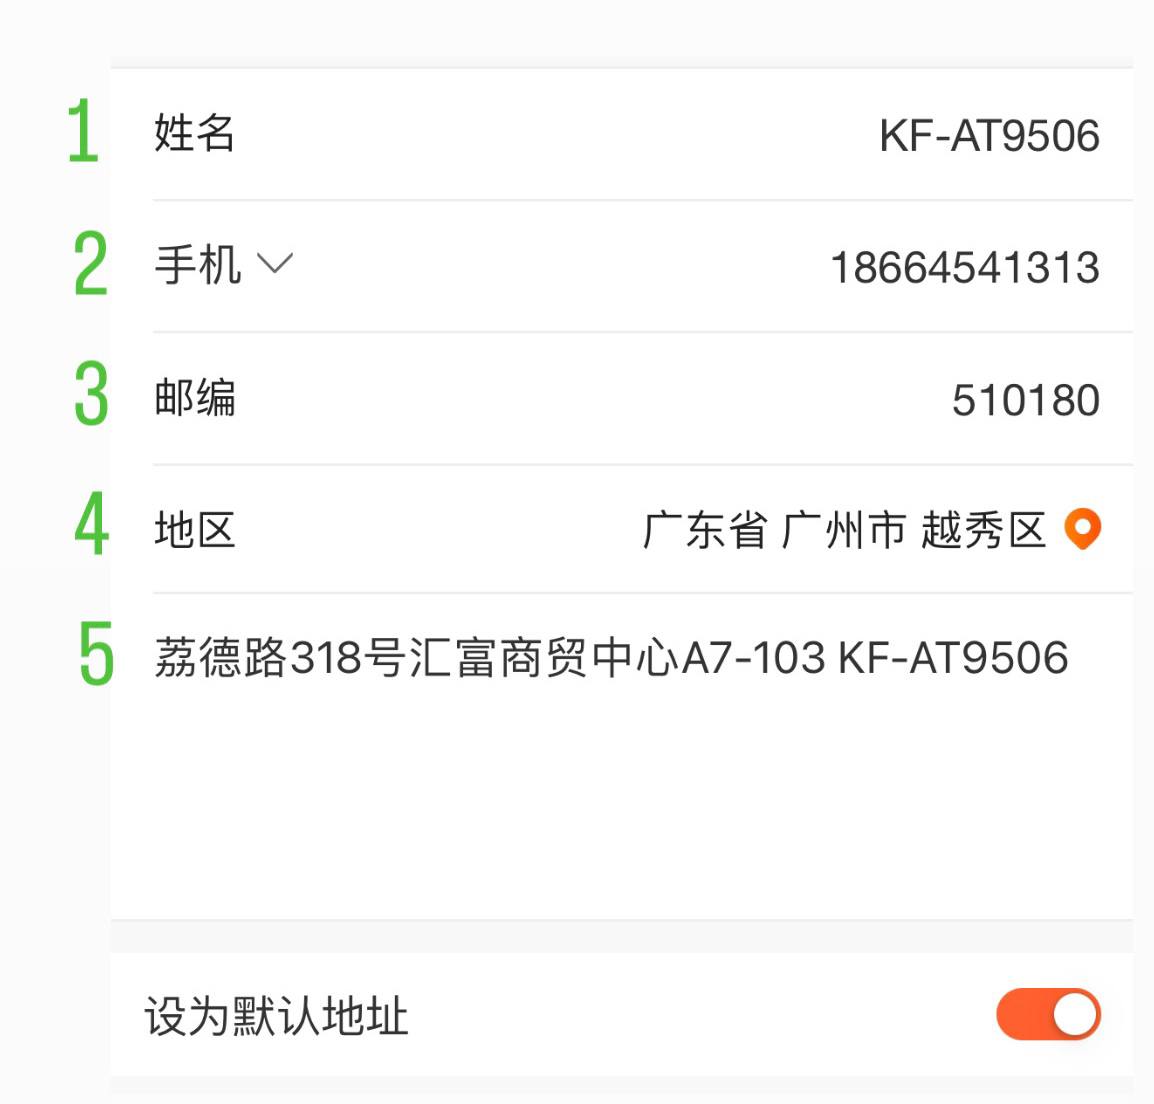 1 姓名 KF-AT9506
2 手机 18664541313
3 邮编 510180
4 地区 广东省 广州市 越秀区
5 荔德路318号汇富商贸中心A7-103 KF-AT9506
设为默认地址